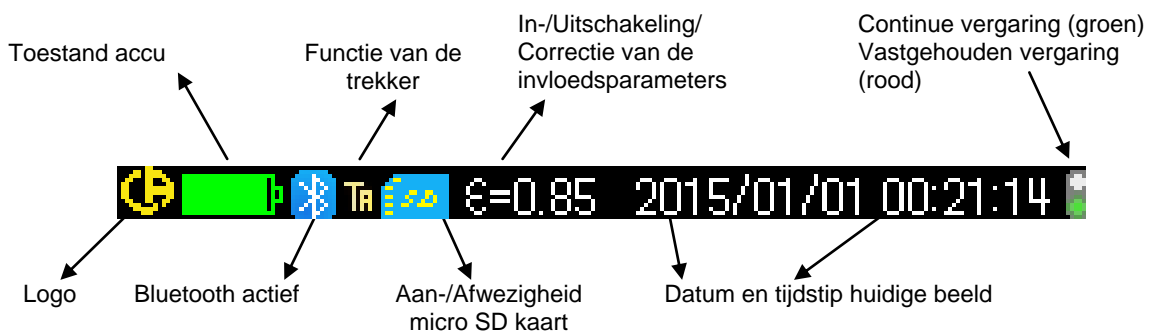 In-/Uitschakeling/
Correctie van de
invloedsparameters
Continue vergaring (groen)
Vastgehouden vergaring
(rood)
Toestand accu
Functie van de
trekker
TA SD ε=0.85 2015/01/01 00:21:14
Logo
Bluetooth actief
Aan-/Afwezigheid
micro SD kaart
Datum en tijdstip huidige beeld